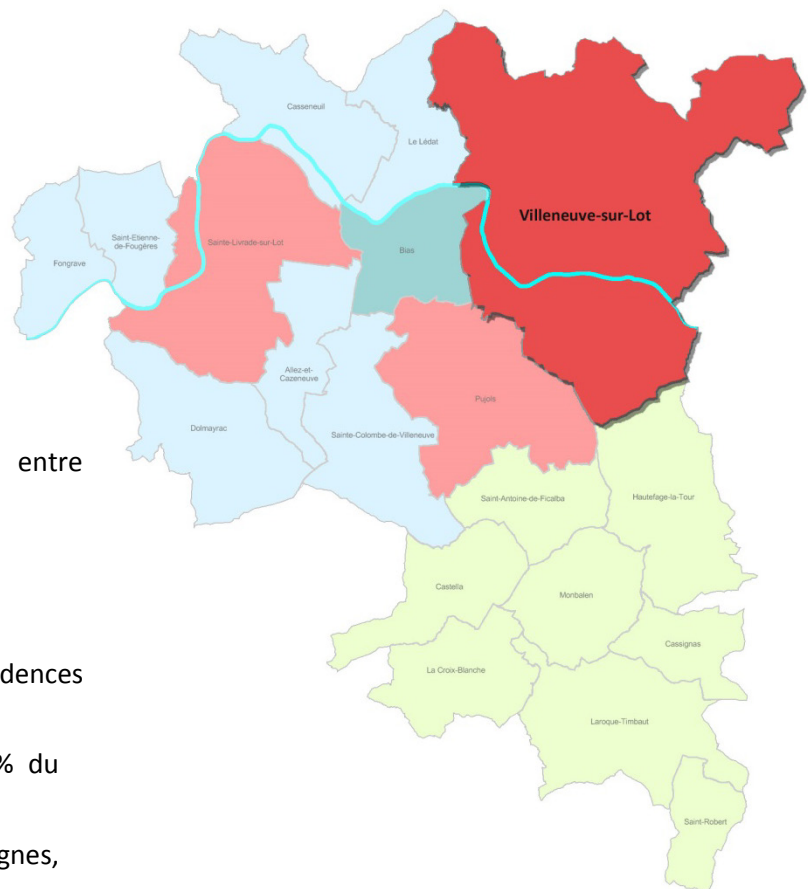 Casseneuil
Le Lédat
Villeneuve-sur-Lot
Saint-Etienne-
de-Fougères
Sainte-Livrade-sur-Lot
Bias
Fongrave
Allez-et-
Cazeneuve
Pujols
Dolmayrac
Sainte-Colombe-de-Villeneuve
entre
Saint-Antoine-de-Ficalba
Hautefage-la-Tour
Castella
Monbalen
Cassignas
La Croix-Blanche
dences
Laroque-Timbaut
% du
Saint-Robert
gnes,